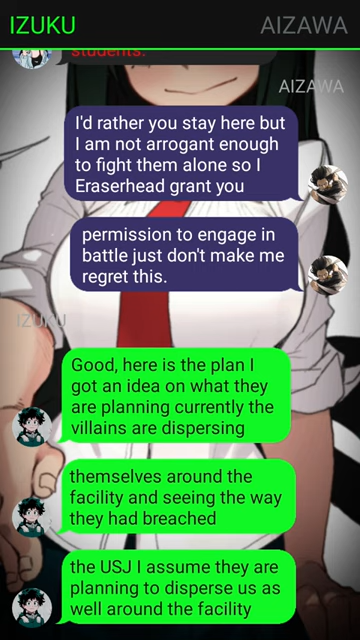 IZUKU
AIZAWA
students.
AIZAWA
I'd rather you stay here but
I am not arrogant enough
to fight them alone so I
Eraserhead grant you
permission to engage in
battle just don't make me
regret this.
IZUKU
Good, here is the plan I
got an idea on what they
are planning currently the
villains are dispersing
themselves around the
facility and seeing the way
they had breached
the USJ I assume they are
planning to disperse us as
well around the facility